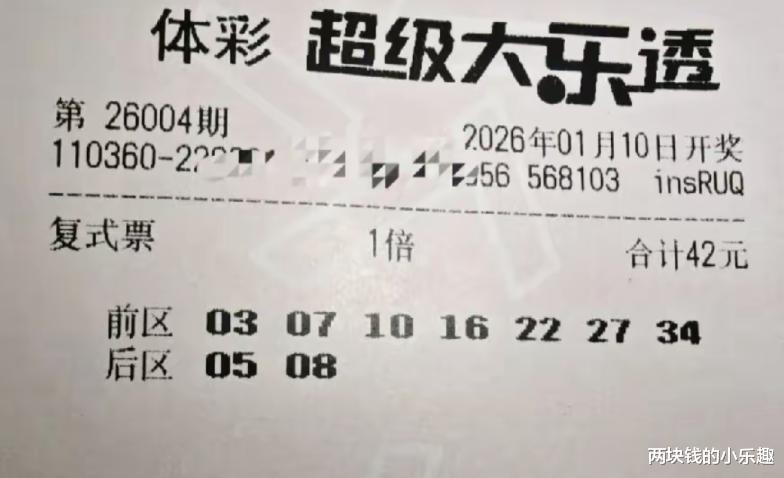 体彩 超级大乐透
第 26004期 2026年01月10日开奖
110360-22 56 568103 insRUQ
复式票 1倍 合计42元
前区 03 07 10 16 22 27 34
后区 05 08
两块钱的小乐趣